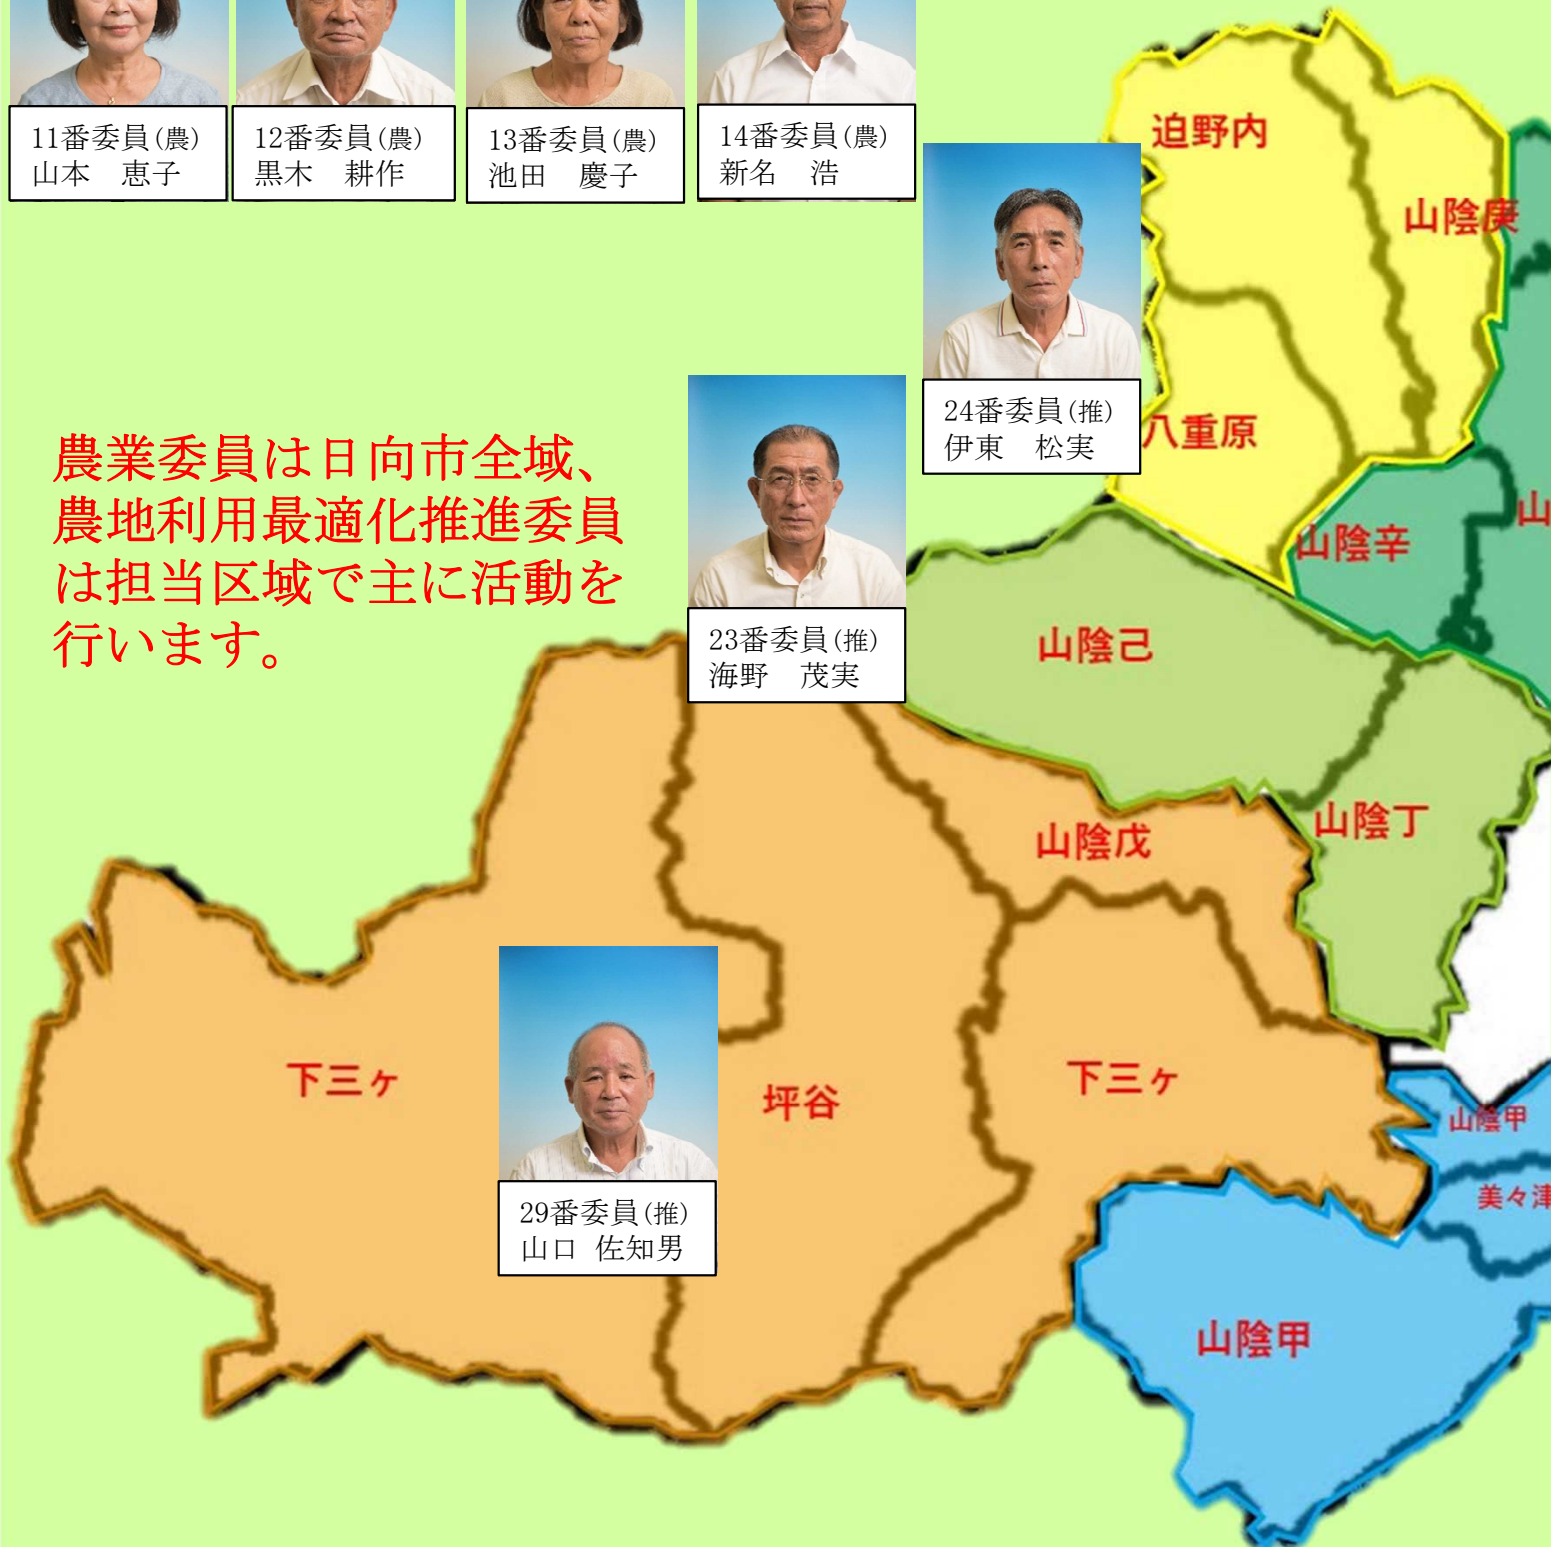 11番委員(農)
山本　恵子
12番委員(農)
黒木　耕作
13番委員(農)
池田　慶子
14番委員(農)
新名　浩
迫野内
山陰庚
24番委員(推)
伊東　松実
八重原
農業委員は日向市全域、
農地利用最適化推進委員
は担当区域で主に活動を
行います。
23番委員(推)
海野　茂実
山陰辛
山
山陰己
山陰丁
山陰戊
下三ヶ
坪谷
下三ヶ
29番委員(推)
山口 佐知男
山陰甲
美々津
山陰甲